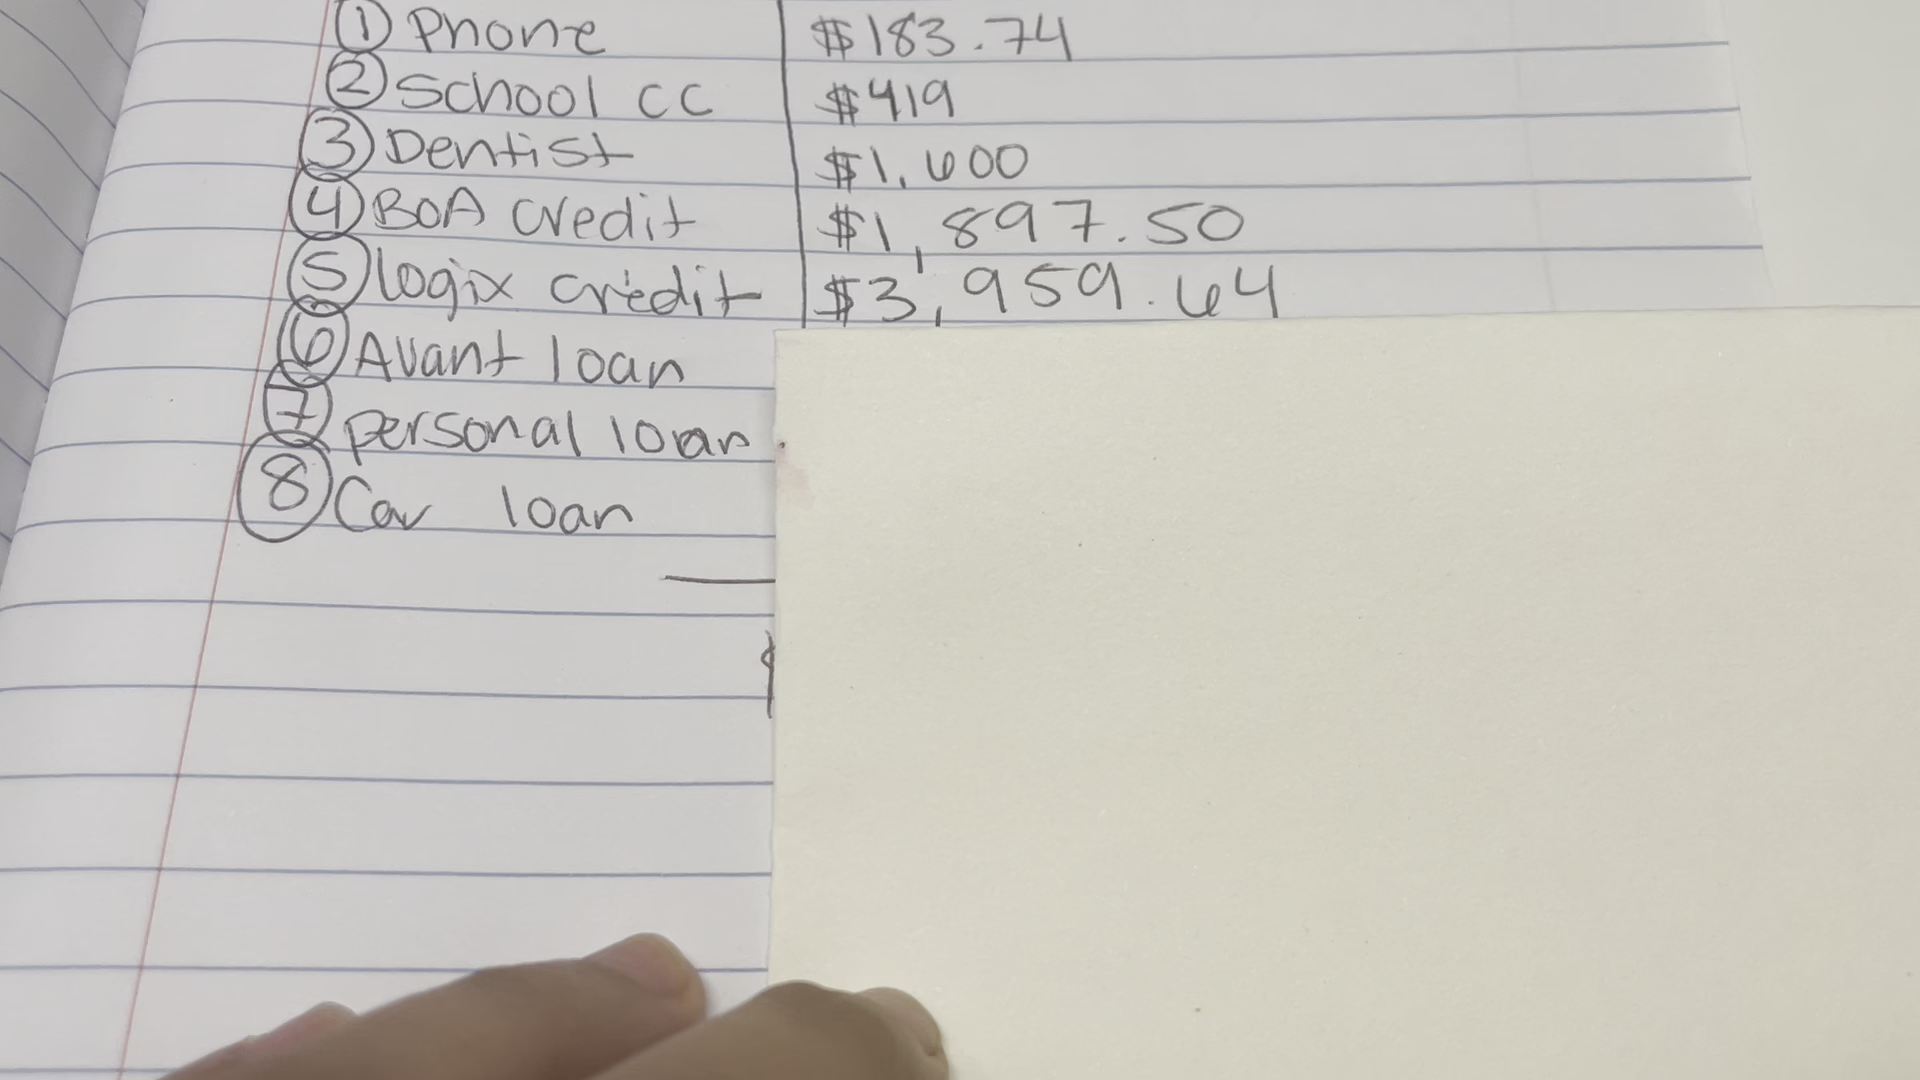 ① Phone $183.74
② School CC $419
③ Dentist $1,600
④ BOA credit $1,897.50
⑤ logix credit $3,959.64
⑥ Avant loan
⑦ personal loan
⑧ Car loan
$